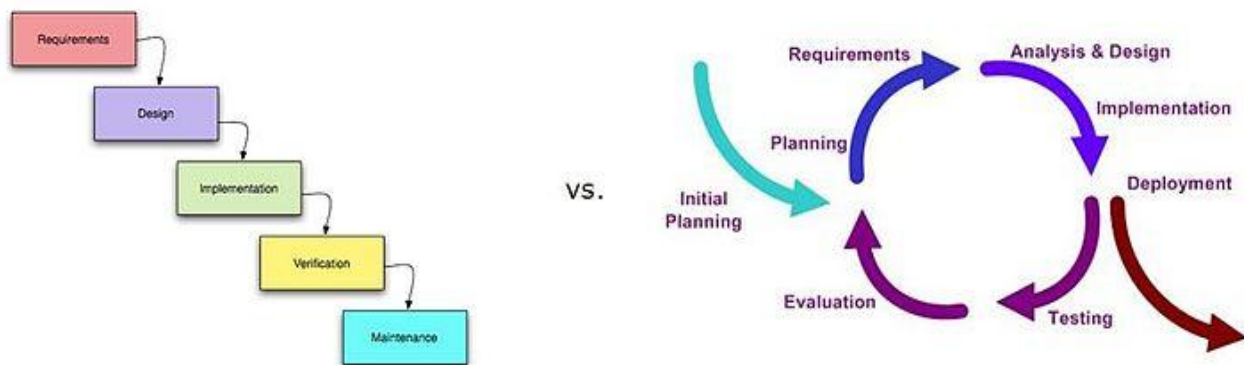 Requirements
Design
Implementation
Verification
Maintenance
vs.
Initial
Planning
Planning
Requirements
Analysis & Design
Implementation
Deployment
Testing
Evaluation